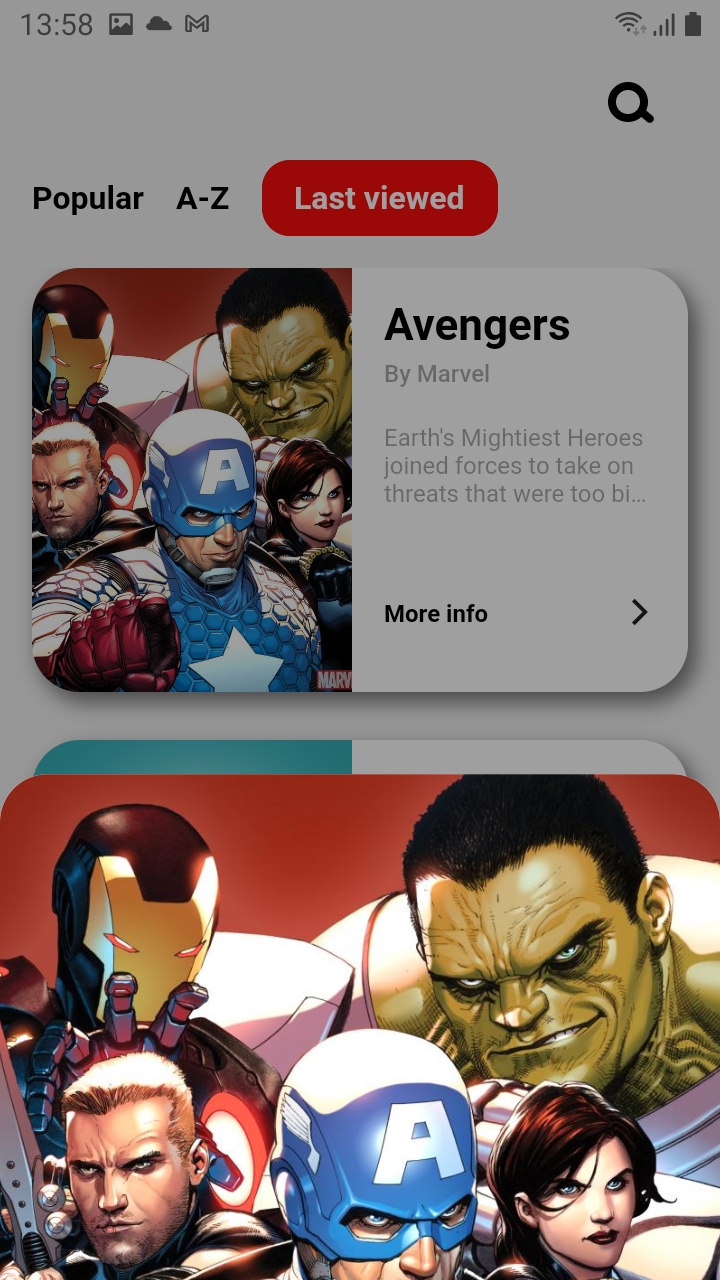 13:58
Popular A-Z Last viewed
Avengers
By Marvel
Earth's Mightiest Heroes
joined forces to take on
threats that were too bi...
More info
A
MARV
A